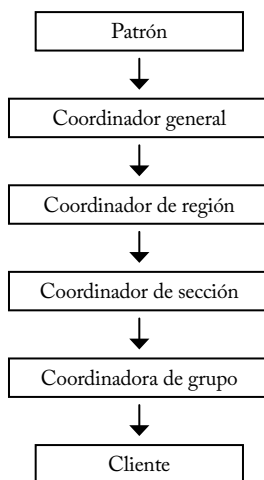 Patrón
Coordinador general
Coordinador de región
Coordinador de sección
Coordinadora de grupo
Cliente